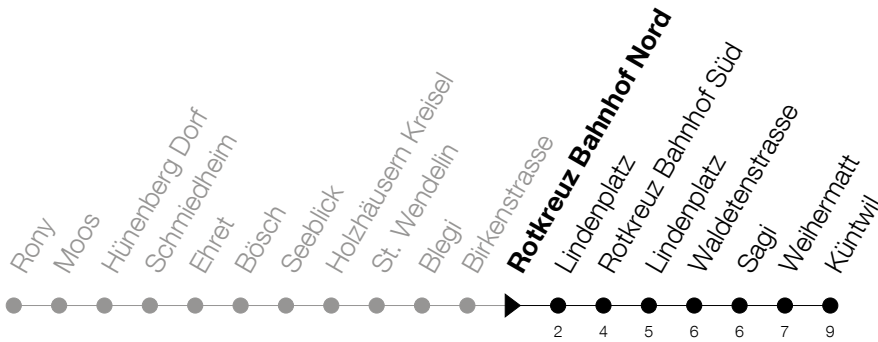 Rony
Moos
Hünenberg Dorf
Schmiedheim
Ehret
Bösch
Seeblick
Holzhäusern Kreisel
St. Wendelin
Blegi
Birkenstrasse
Rotkreuz Bahnhof Nord
Lindenplatz
Rotkreuz Bahnhof Süd
Lindenplatz
Waldetenstrasse
Sagi
Weihermatt
Küntwil
2 4 5 6 6 7 9